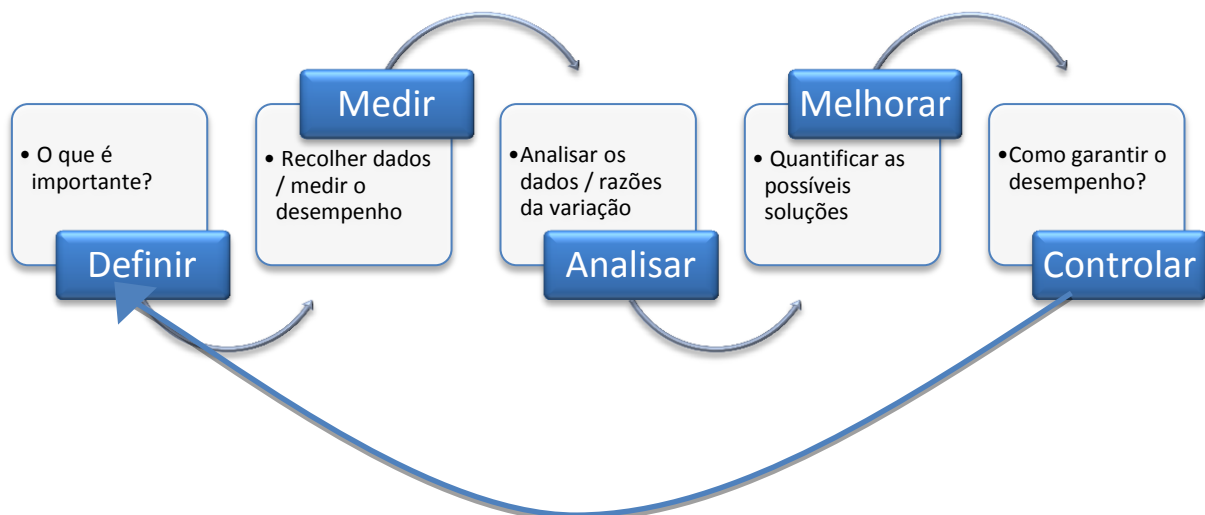 Definir
• O que é
importante?
Medir
• Recolher dados
/ medir o
desempenho
Analisar
•Analisar os
dados / razões
da variação
Melhorar
• Quantificar as
possíveis
soluções
Controlar
•Como garantir o
desempenho?